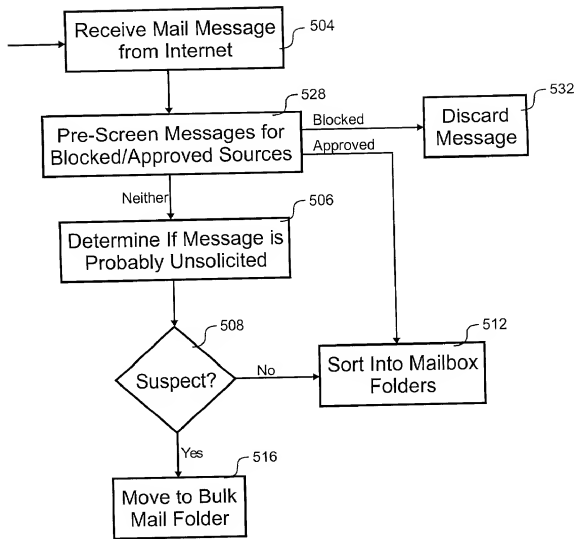 Receive Mail Message
from Internet
504
528
Pre-Screen Messages for
Blocked/Approved Sources
Blocked
Approved
532
Discard
Message
Neither
506
Determine If Message is
Probably Unsolicited
508
Suspect?
No
512
Sort Into Mailbox
Folders
Yes
516
Move to Bulk
Mail Folder